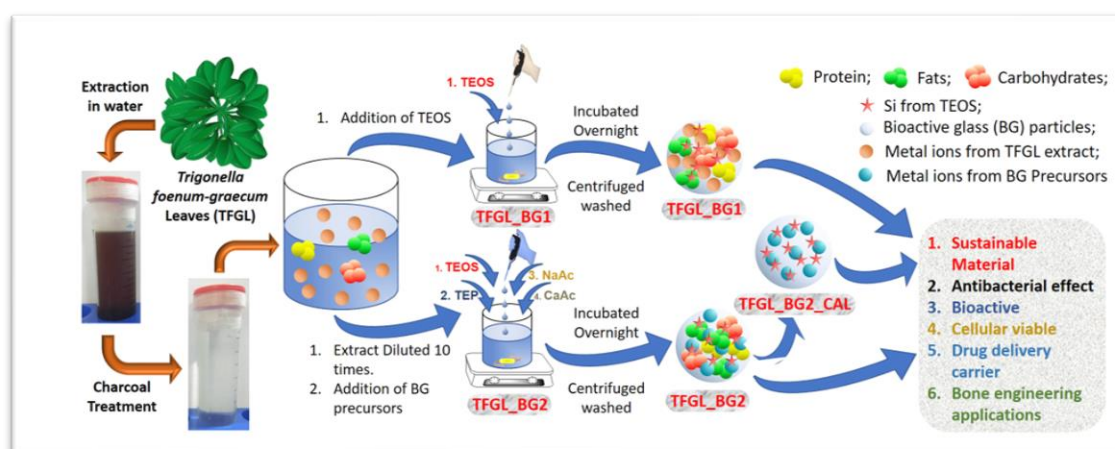 Extraction
in water
Trigonella
foenum-graecum
Leaves (TFGL)
Charcoal
Treatment
1. Addition of TEOS
1. TEOS
TFGL_BG1
Incubated
Overnight
Centrifuged
washed
TFGL_BG1
1. Extract Diluted 10
times.
2. Addition of BG
precursors
1. TEOS
2. TEP
3. NaAc
4. CaAc
TFGL_BG2
Incubated
Overnight
Centrifuged
washed
TFGL_BG2
TFGL_BG2_CAL
Protein;
Fats;
Carbohydrates;
Si from TEOS;
Bioactive glass (BG) particles;
Metal ions from TFGL extract;
Metal ions from BG Precursors
1. Sustainable
Material
2. Antibacterial effect
3. Bioactive
4. Cellular viable
5. Drug delivery
carrier
6. Bone engineering
applications